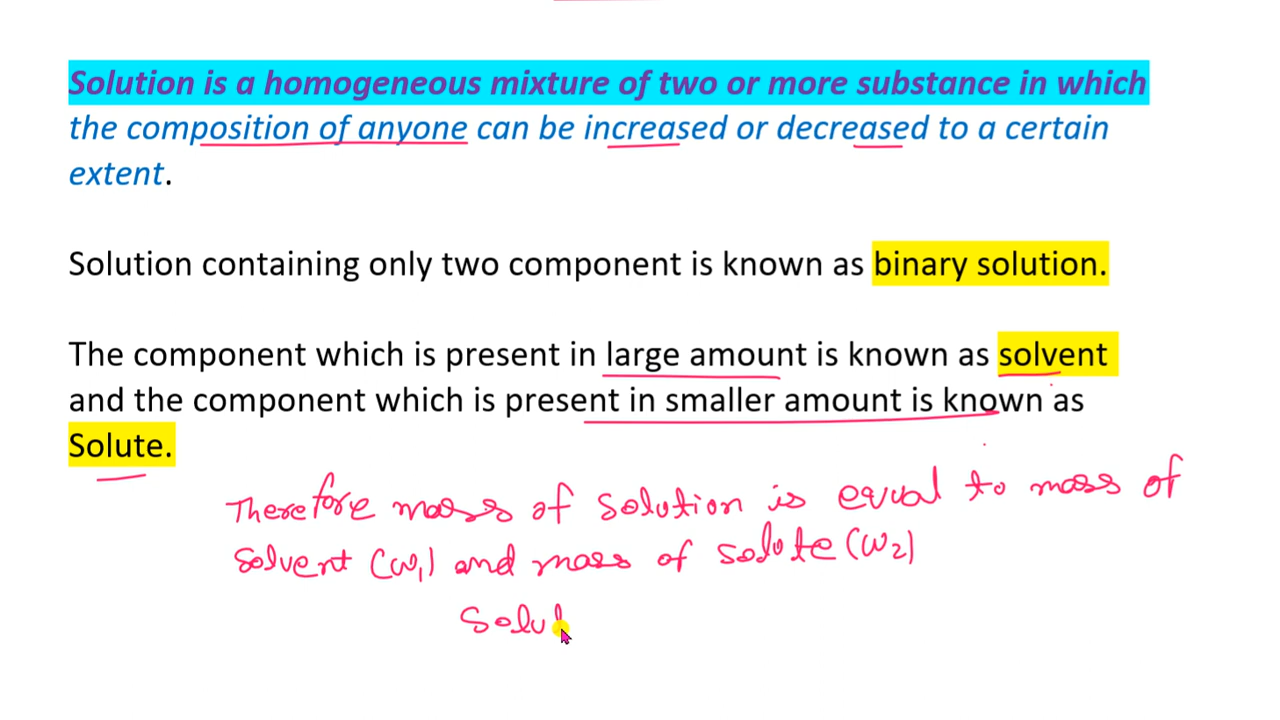 Solution is a homogeneous mixture of two or more substance in which
the composition of anyone can be increased or decreased to a certain
extent.
Solution containing only two component is known as binary solution.
The component which is present in large amount is known as solvent
and the component which is present in smaller amount is known as
Solute.
Therefore mass of solution is equal to mass of
solvent (w₁) and mass of solute (w₂)
Solut